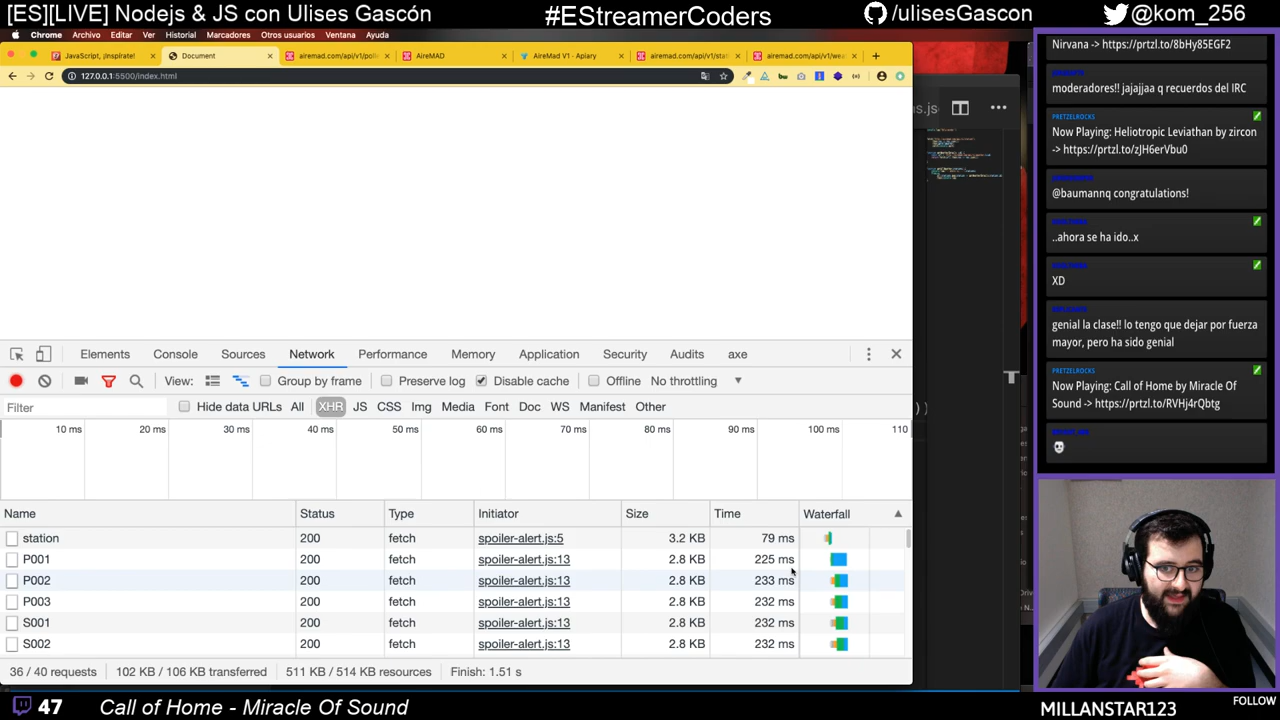 [ES][LIVE] Nodejs & JS con Ulises Gascón
#EStreamerCoders
/ulisesGascon
@kom_256
Chrome Archivo Editar Ver Historial Marcadores Otros usuarios Ventana Ayuda
JavaScript, ¡Inspírate!
Document
airemad.com/api/v1/pol
AireMAD
AireMad V1 · Apiary
airemad.com/api/v1/stat
airemad.com/api/v1/wea
127.0.0.1:5500/index.html
s.js
Elements Console Sources Network Performance Memory Application Security Audits axe
View: Group by frame Preserve log Disable cache Offline No throttling
Filter Hide data URLs All XHR JS CSS Img Media Font Doc WS Manifest Other
10 ms 20 ms 30 ms 40 ms 50 ms 60 ms 70 ms 80 ms 90 ms 100 ms 110
Name Status Type Initiator Size Time Waterfall
station 200 fetch spoiler-alert.js:5 3.2 KB 79 ms
P001 200 fetch spoiler-alert.js:13 2.8 KB 225 ms
P002 200 fetch spoiler-alert.js:13 2.8 KB 233 ms
P003 200 fetch spoiler-alert.js:13 2.8 KB 232 ms
S001 200 fetch spoiler-alert.js:13 2.8 KB 232 ms
S002 200 fetch spoiler-alert.js:13 2.8 KB 232 ms
36 / 40 requests 102 KB / 106 KB transferred 511 KB / 514 KB resources Finish: 1.51 s
))
Nirvana -> https://prtzl.to/8bHy85EGF2
moderadores!! jajajjaa q recuerdos del IRC
PRETZELROCKS
Now Playing: Heliotropic Leviathan by zircon
-> https://prtzl.to/zJH6erVbu0
@baumannq congratulations!
..ahora se ha ido..x
XD
genial la clase!! lo tengo que dejar por fuerza
mayor, pero ha sido genial
PRETZELROCKS
Now Playing: Call of Home by Miracle Of
Sound -> https://prtzl.to/RVHj4rQbtg
47
Call of Home - Miracle Of Sound
MILLANSTAR123
FOLLOW